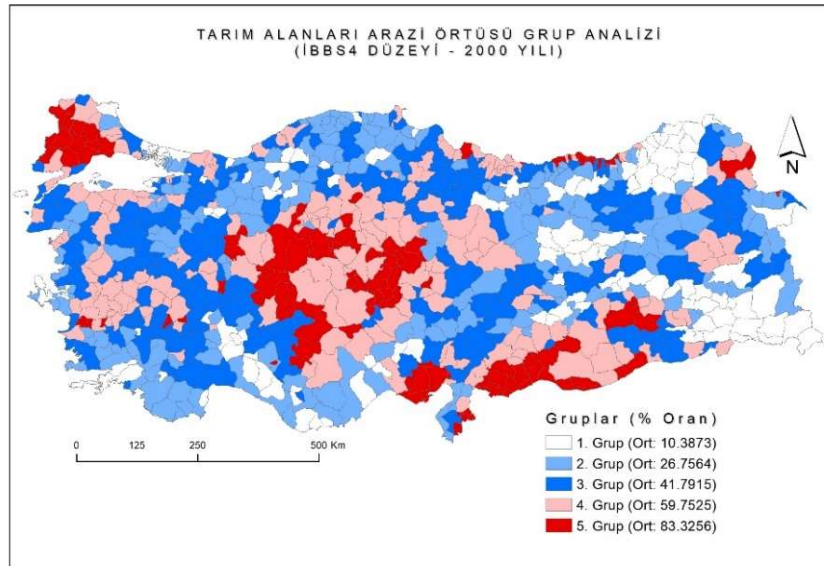 TARIM ALANLARI ARAZİ ÖRTÜSÜ GRUP ANALİZİ
(İBBS4 DÜZEYİ - 2000 YILI)
N
Gruplar (% Oran)
1. Grup (Ort: 10.3873)
2. Grup (Ort: 26.7564)
3. Grup (Ort: 41.7915)
4. Grup (Ort: 59.7525)
5. Grup (Ort: 83.3256)
0 125 250 500 Km